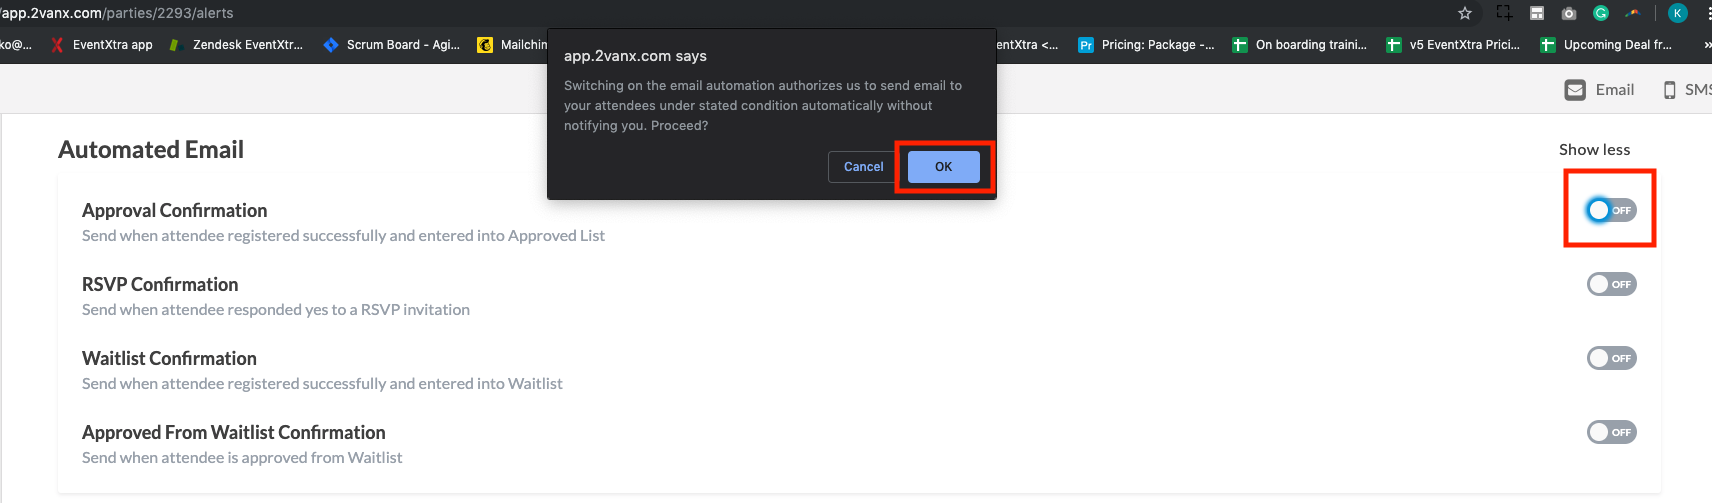 /app.2vanx.com/parties/2293/alerts
K
ko@... EventXtra app Zendesk EventXtr... Scrum Board - Agi... Mailchim entXtra <... Pr Pricing: Package -... On boarding traini... v5 EventXtra Prici... Upcoming Deal fr... »
app.2vanx.com says
Switching on the email automation authorizes us to send email to
your attendees under stated condition automatically without
notifying you. Proceed?
Cancel OK
Email SMS
Automated Email
Show less
Approval Confirmation
OFF
Send when attendee registered successfully and entered into Approved List
RSVP Confirmation
OFF
Send when attendee responded yes to a RSVP invitation
Waitlist Confirmation
OFF
Send when attendee registered successfully and entered into Waitlist
Approved From Waitlist Confirmation
OFF
Send when attendee is approved from Waitlist